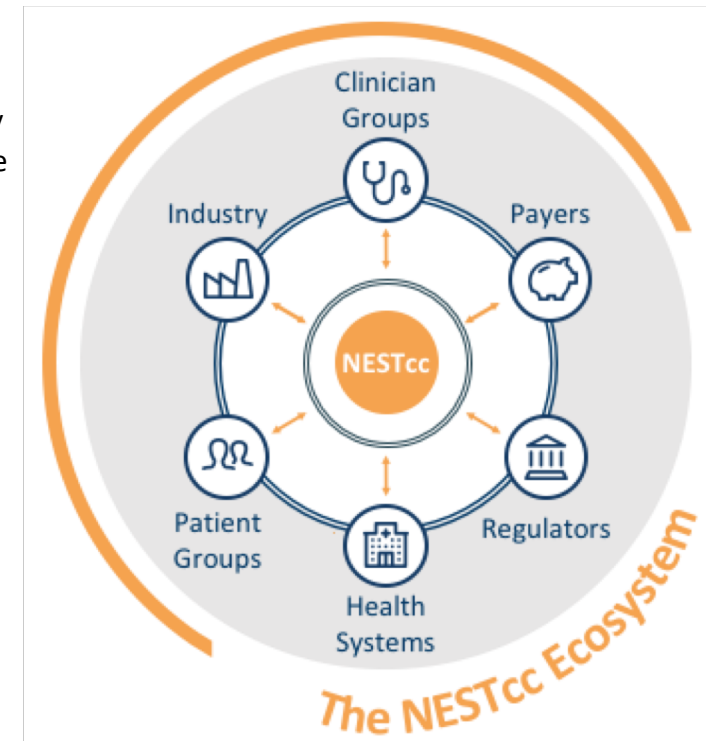 Clinician
Groups
Industry
Payers
NESTcc
Patient
Groups
Regulators
Health
Systems
The NESTcc Ecosystem